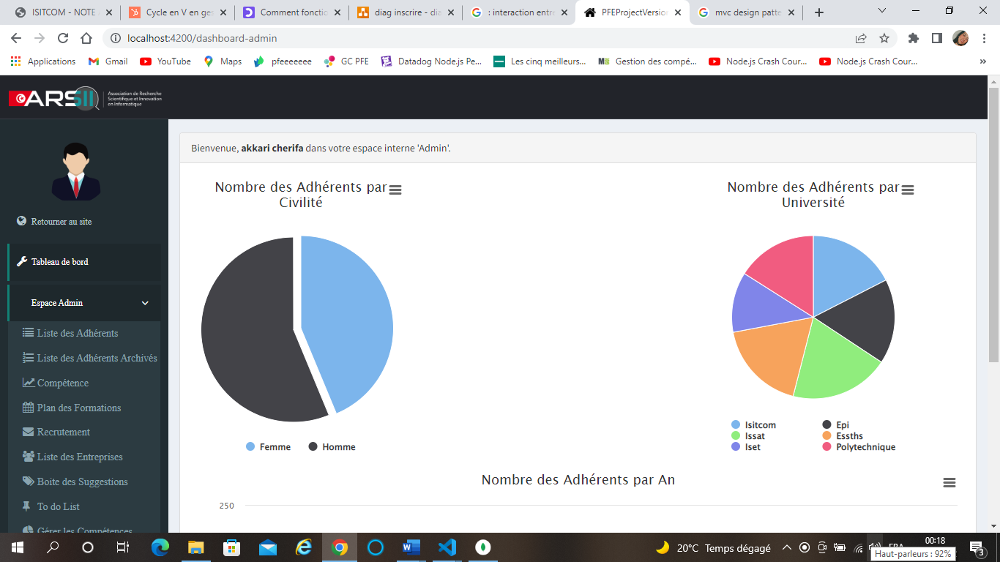 ISITCOM - NOTE
Cycle en V en ges
Comment fonctio
diag inscrire - dia
: interaction entre
PFEProjectVersion
mvc design patte
localhost:4200/dashboard-admin
Applications
Gmail
YouTube
Maps
pfeeeeeee
GC PFE
Datadog Node.js Pe...
Les cinq meilleurs...
Gestion des compé...
Node.js Crash Cour...
Node.js Crash Cour...
»
ARSII
Association de Recherche
Scientifique et Innovation
en Informatique
Retourner au site
Tableau de bord
Espace Admin
Liste des Adhérents
Liste des Adhérents Archivés
Compétence
Plan des Formations
Recrutement
Liste des Entreprises
Boite des Suggestions
To do List
Gérer les Compétences
Bienvenue, akkari cherifa dans votre espace interne 'Admin'.
Nombre des Adhérents par
Civilité
Femme
Homme
Nombre des Adhérents par
Université
Isitcom
Epi
Issat
Essths
Iset
Polytechnique
Nombre des Adhérents par An
250
20°C Temps dégagé
FRA
00:18
Haut-parleurs : 92%
3